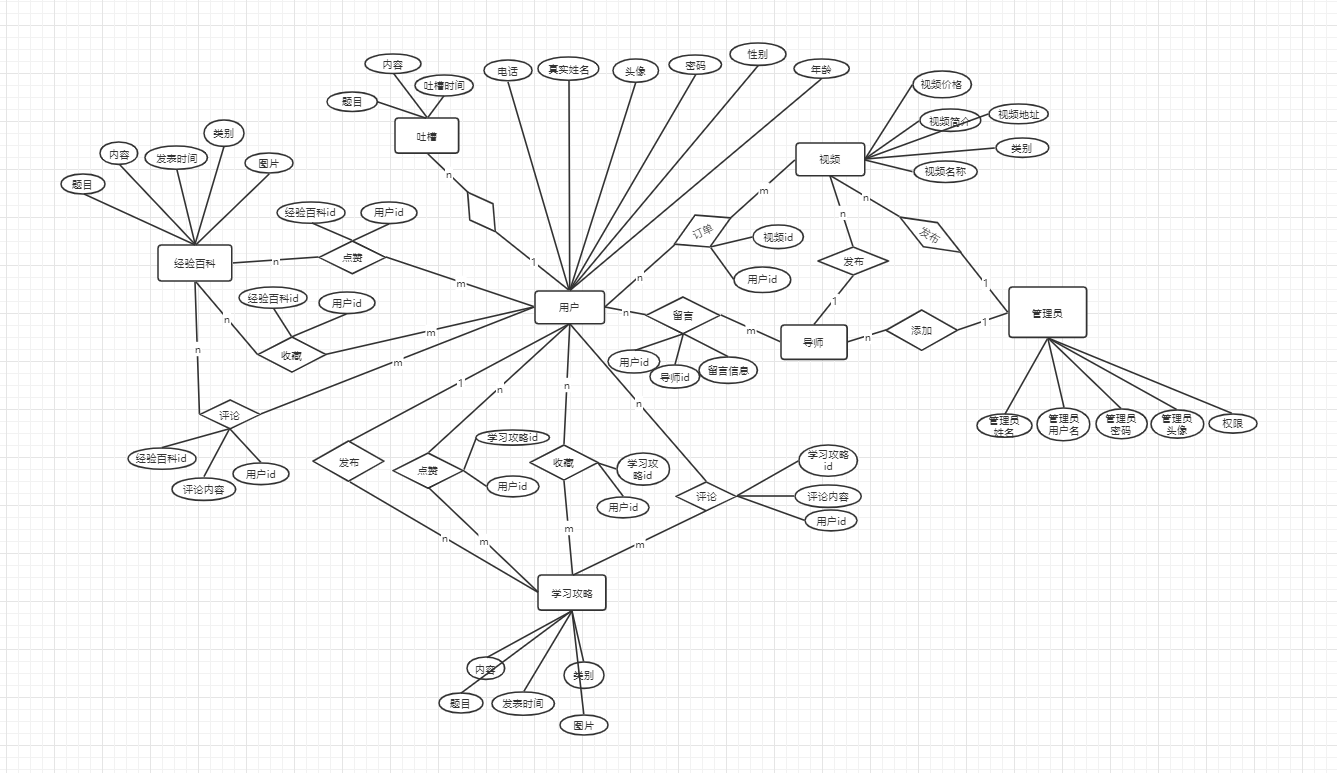 性别
内容
电话
真实姓名
头像
密码
年龄
吐槽时间
视频价格
题目
视频地址
视频简介
类别
吐槽
类别
内容
发表时间
图片
视频
视频名称
n
题目
m
n
经验百科id
用户id
n
订单
发布
视频id
点赞
经验百科
n
1
发布
n
用户id
m
1
经验百科id
用户id
1
用户
n
留言
管理员
n
m
添加
1
m
n
导师
n
收藏
m
用户id
导师id
留言信息
1
n
n
n
评论
管理员
姓名
管理员
用户名
管理员
密码
管理员
头像
权限
学习攻略id
经验百科id
用户id
评论内容
发布
点赞
收藏
学习攻
略id
学习攻略
id
用户id
评论
评论内容
用户id
用户id
n
m
m
m
学习攻略
内容
类别
题目
发表时间
图片